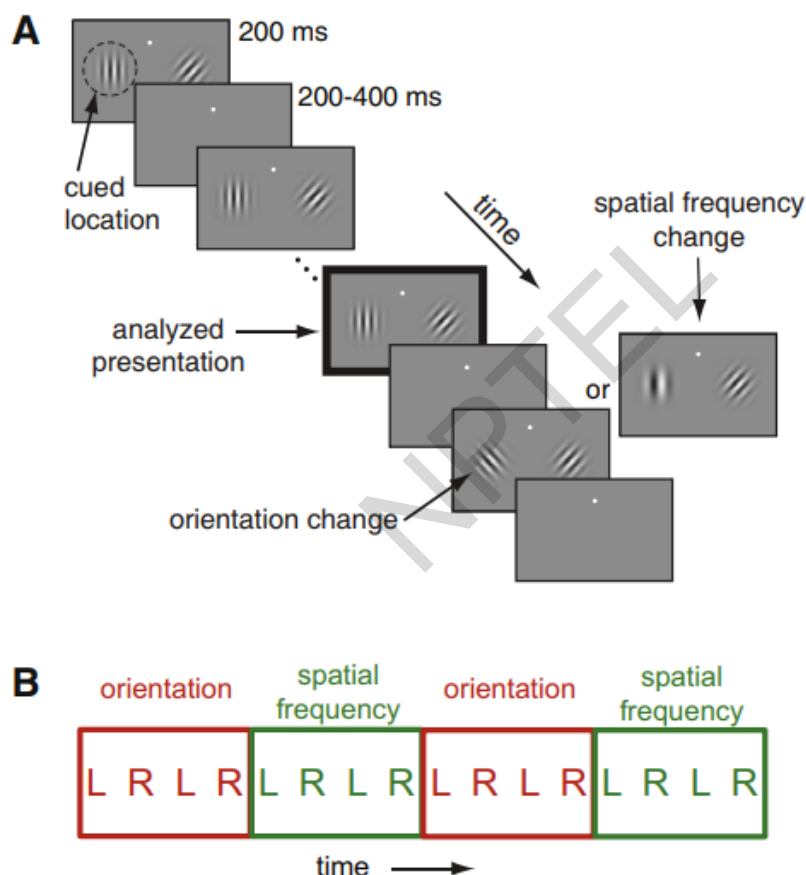 A
200 ms
200-400 ms
cued
location
time
spatial frequency
change
analyzed
presentation
or
orientation change
NPTEL
B
orientation
spatial
frequency
orientation
spatial
frequency
L R L R L R L R L R L R L R L R
time